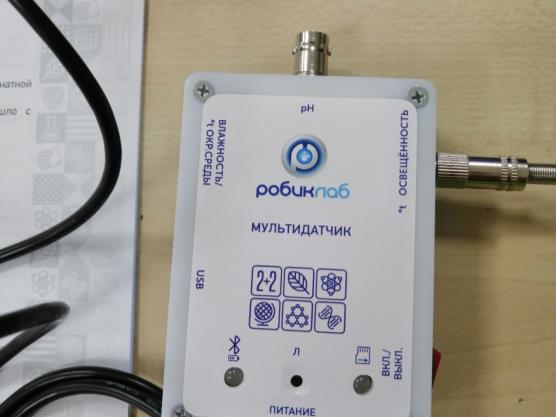 натной
шло с
pH
ВЛАЖНОСТЬ/
°t ОКР.СРЕДЫ
°t ОСВЕЩЁННОСТЬ
робиклаб
МУЛЬТИДАТЧИК
USB
2+2
Л
ВКЛ./
ВЫКЛ.
ПИТАНИЕ